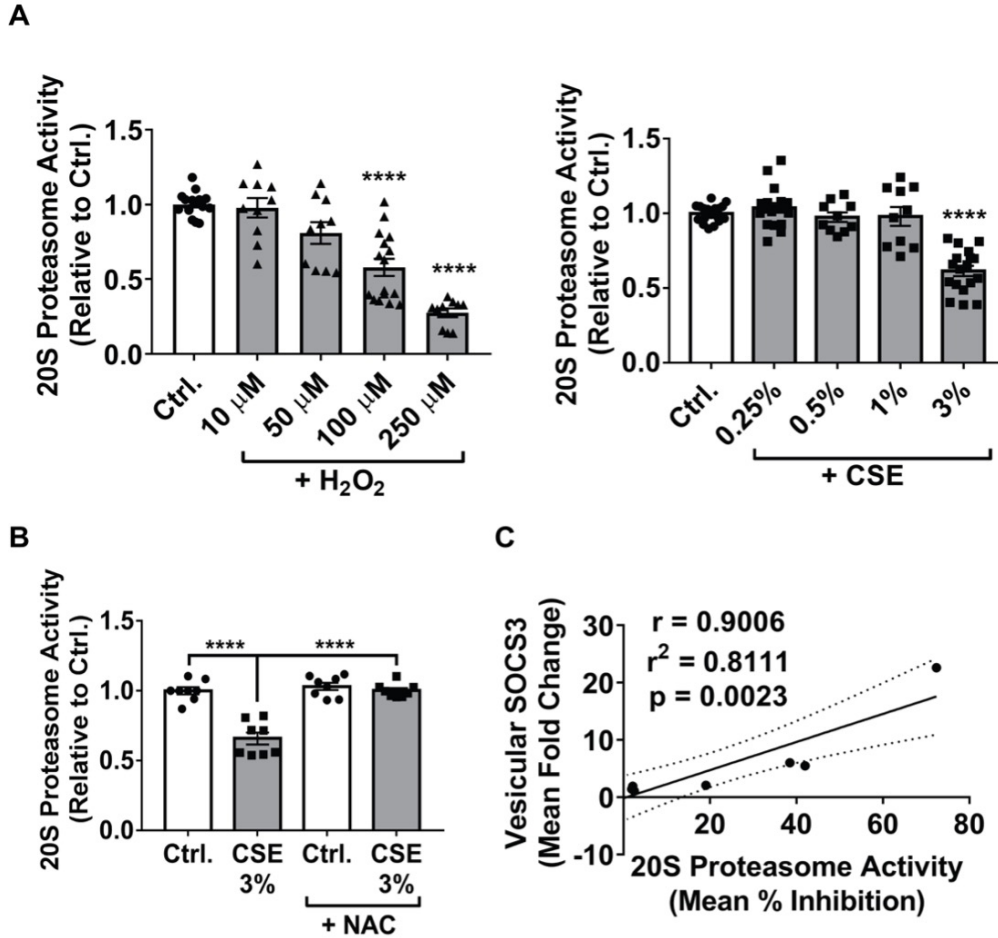 A
20S Proteasome Activity
(Relative to Ctrl.)
1.5
1.0
0.5
0.0
****
****
Ctrl.
10 μM
50 μM
100 μM
250 μM
+ H₂O₂
20S Proteasome Activity
(Relative to Ctrl.)
1.5
1.0
0.5
0.0
****
Ctrl.
0.25%
0.5%
1%
3%
+ CSE
B
20S Proteasome Activity
(Relative to Ctrl.)
1.5
1.0
0.5
0.0
**** ****
Ctrl. CSE Ctrl. CSE
3% 3%
+ NAC
C
Vesicular SOCS3
(Mean Fold Change)
30
20
10
0
-10
r = 0.9006
r² = 0.8111
p = 0.0023
20 40 60 80
20S Proteasome Activity
(Mean % Inhibition)